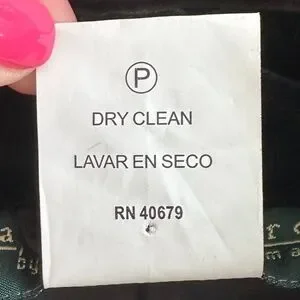 P
DRY CLEAN
LAVAR EN SECO
RN 40679